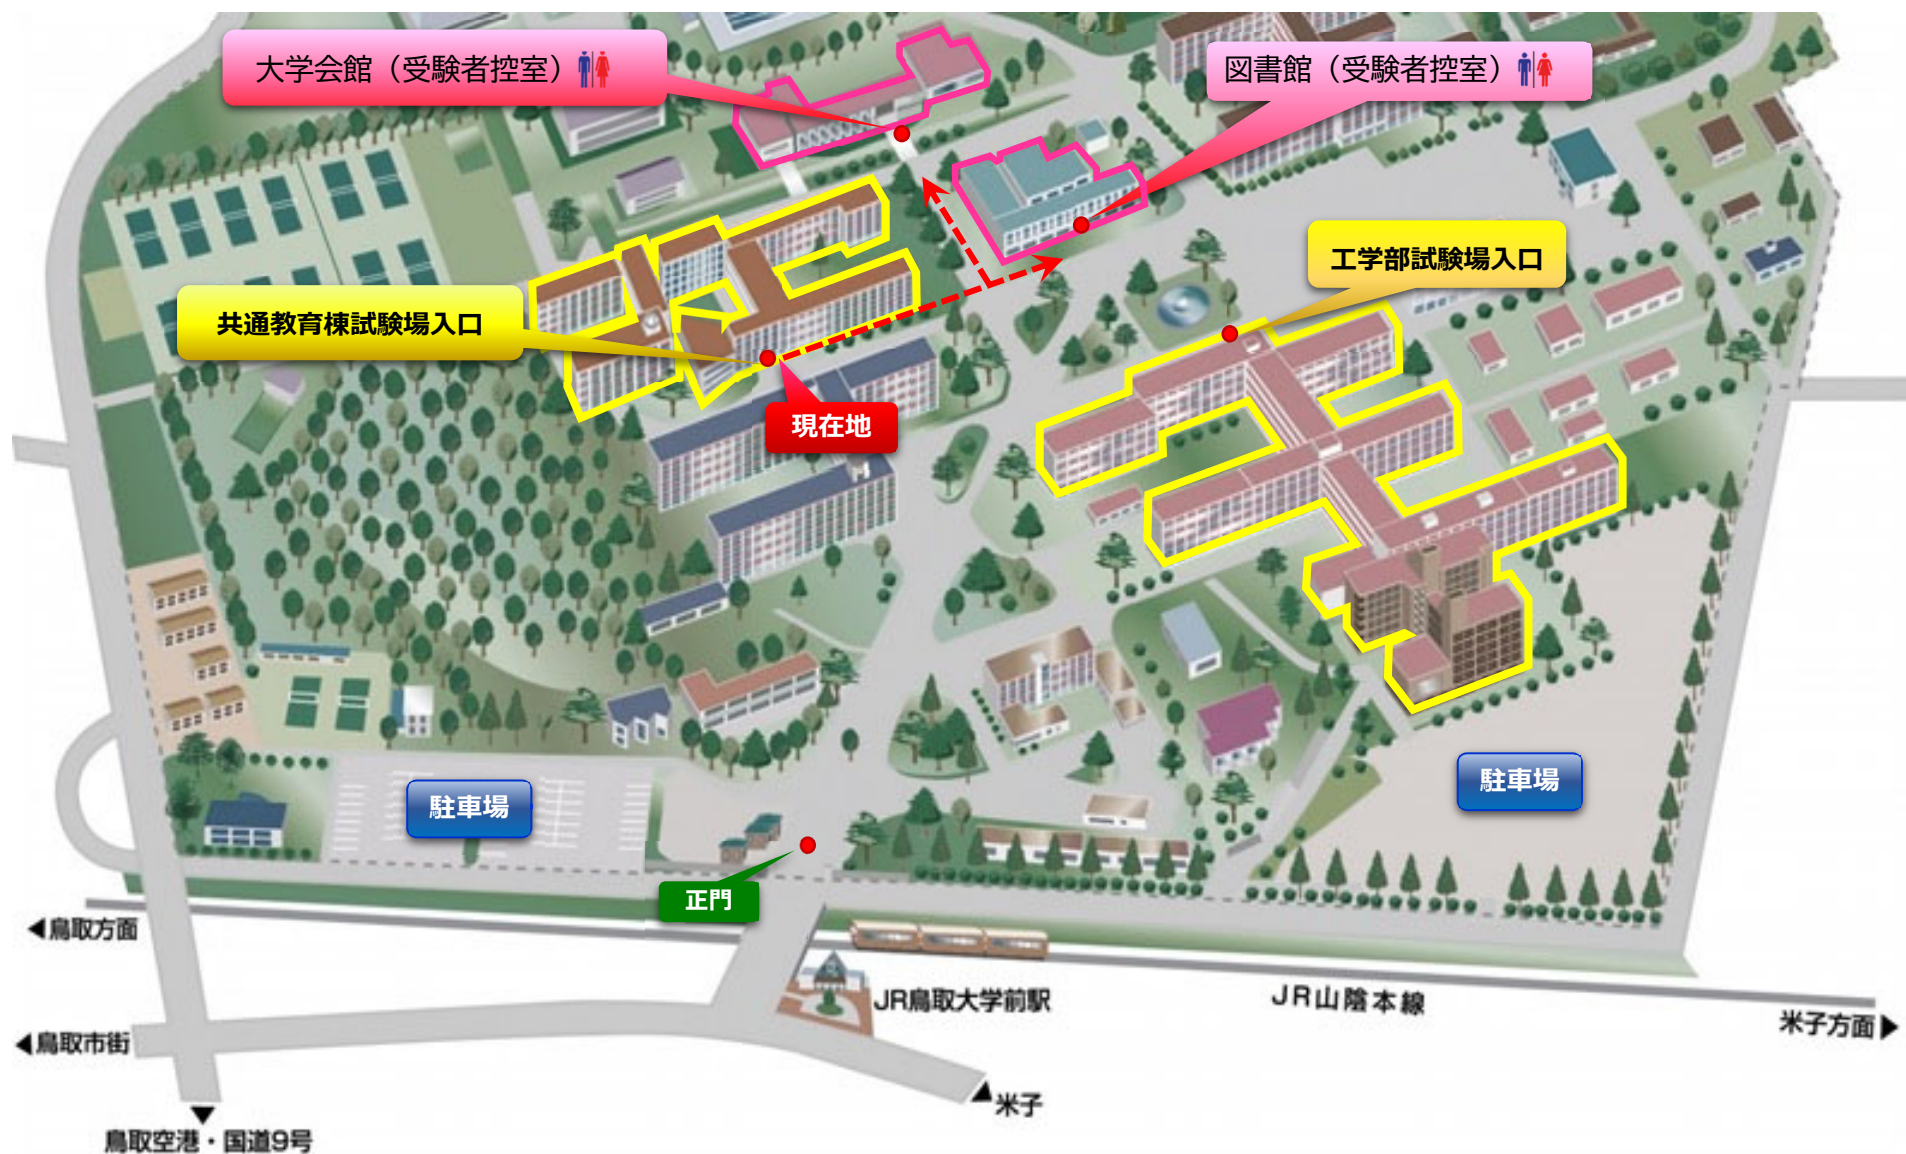 大学会館（受験者控室）
図書館（受験者控室）
工学部試験場入口
共通教育棟試験場入口
現在地
駐車場
駐車場
正門
◀鳥取方面
JR鳥取大学前駅
JR山陰本線
米子方面▶
◀鳥取市街
▲米子
▼
鳥取空港・国道9号